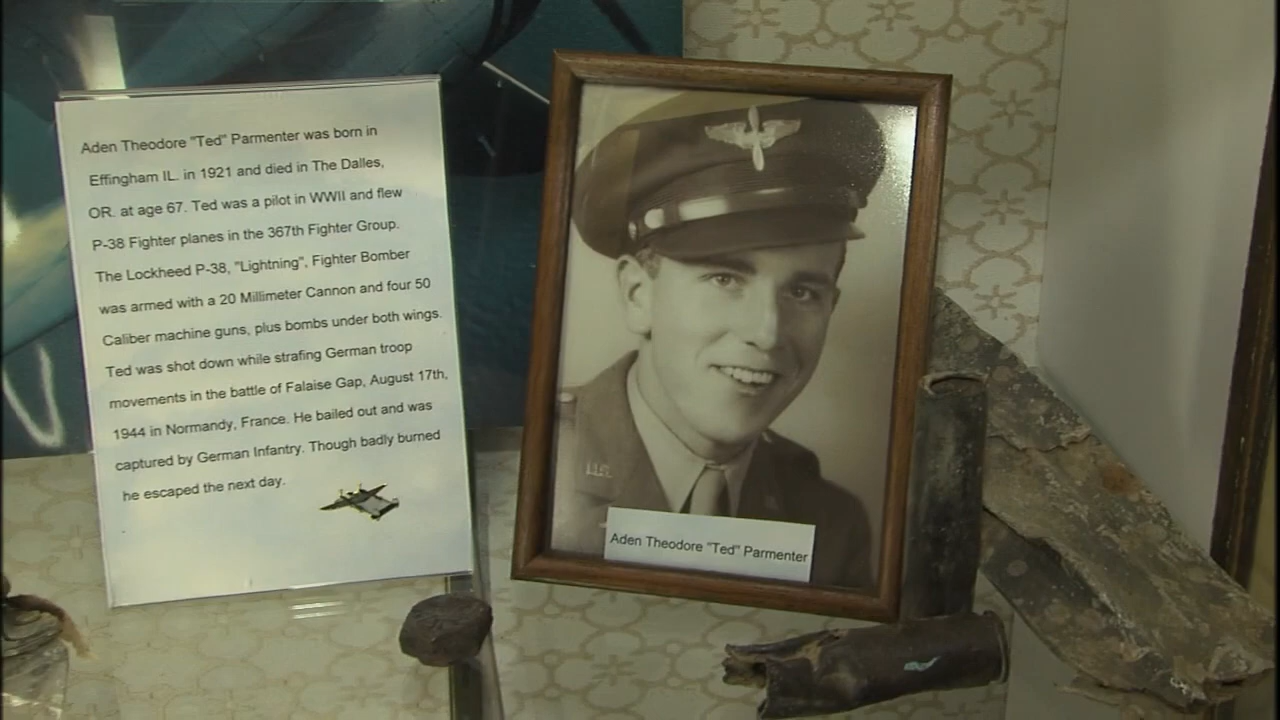 Aden Theodore "Ted" Parmenter was born in
Effingham IL. in 1921 and died in The Dalles,
OR. at age 67. Ted was a pilot in WWII and flew
P-38 Fighter planes in the 367th Fighter Group.
The Lockheed P-38, "Lightning", Fighter Bomber
was armed with a 20 Millimeter Cannon and four 50
Caliber machine guns, plus bombs under both wings.
Ted was shot down while strafing German troop
movements in the battle of Falaise Gap, August 17th,
1944 in Normandy, France. He bailed out and was
captured by German Infantry. Though badly burned
he escaped the next day.
Aden Theodore "Ted" Parmenter